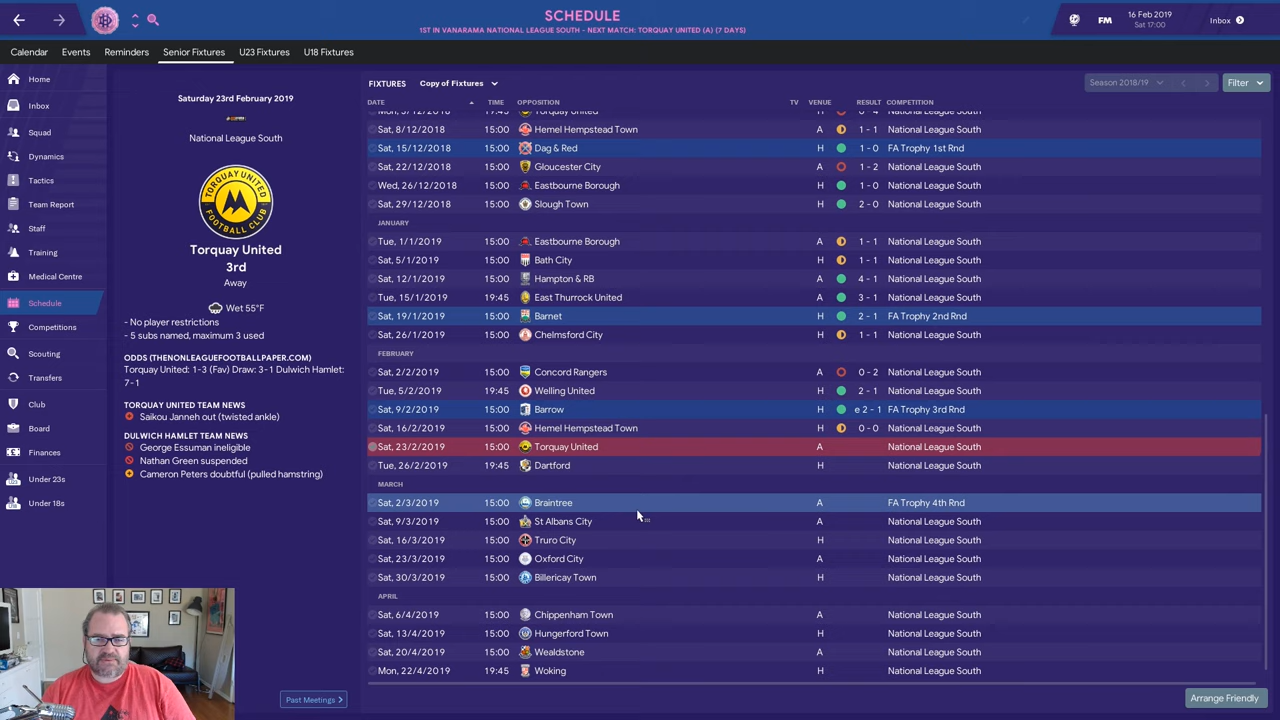 SCHEDULE
1ST IN VANARAMA NATIONAL LEAGUE SOUTH - NEXT MATCH: TORQUAY UNITED (A) (7 DAYS)
FM
16 Feb 2019
Sat 17:00
Inbox
Calendar
Events
Reminders
Senior Fixtures
U23 Fixtures
U18 Fixtures
Home
Inbox
Squad
Dynamics
Tactics
Team Report
Staff
Training
Medical Centre
Schedule
Competitions
Scouting
Transfers
Club
Board
Finances
Under 23s
Under 18s
Saturday 23rd February 2019
National League South
TORQUAY UNITED
FOOTBALL CLUB
Torquay United
3rd
Away
Wet 55°F
- No player restrictions
- 5 subs named, maximum 3 used
ODDS (THENONLEAGUEFOOTBALLPAPER.COM)
Torquay United: 1-3 (Fav) Draw: 3-1 Dulwich Hamlet:
7-1
TORQUAY UNITED TEAM NEWS
Saikou Janneh out (twisted ankle)
DULWICH HAMLET TEAM NEWS
George Essuman ineligible
Nathan Green suspended
Cameron Peters doubtful (pulled hamstring)
Past Meetings
FIXTURES Copy of Fixtures
Season 2018/19
Filter
DATE TIME OPPOSITION TV VENUE RESULT COMPETITION
Mon, 3/12/2018 19:45 Torquay United H 0 - 4 National League South
Sat, 8/12/2018 15:00 Hemel Hempstead Town A 1 - 1 National League South
Sat, 15/12/2018 15:00 Dag & Red H 1 - 0 FA Trophy 1st Rnd
Sat, 22/12/2018 15:00 Gloucester City A 1 - 2 National League South
Wed, 26/12/2018 15:00 Eastbourne Borough H 1 - 0 National League South
Sat, 29/12/2018 15:00 Slough Town H 2 - 0 National League South
JANUARY
Tue, 1/1/2019 15:00 Eastbourne Borough A 1 - 1 National League South
Sat, 5/1/2019 15:00 Bath City H 1 - 1 National League South
Sat, 12/1/2019 15:00 Hampton & RB A 4 - 1 National League South
Tue, 15/1/2019 19:45 East Thurrock United A 3 - 1 National League South
Sat, 19/1/2019 15:00 Barnet H 2 - 1 FA Trophy 2nd Rnd
Sat, 26/1/2019 15:00 Chelmsford City H 1 - 1 National League South
FEBRUARY
Sat, 2/2/2019 15:00 Concord Rangers A 0 - 2 National League South
Tue, 5/2/2019 19:45 Welling United H 2 - 1 National League South
Sat, 9/2/2019 15:00 Barrow H e 2 - 1 FA Trophy 3rd Rnd
Sat, 16/2/2019 15:00 Hemel Hempstead Town H 0 - 0 National League South
Sat, 23/2/2019 15:00 Torquay United A National League South
Tue, 26/2/2019 19:45 Dartford H National League South
MARCH
Sat, 2/3/2019 15:00 Braintree A FA Trophy 4th Rnd
Sat, 9/3/2019 15:00 St Albans City A National League South
Sat, 16/3/2019 15:00 Truro City H National League South
Sat, 23/3/2019 15:00 Oxford City A National League South
Sat, 30/3/2019 15:00 Billericay Town H National League South
APRIL
Sat, 6/4/2019 15:00 Chippenham Town A National League South
Sat, 13/4/2019 15:00 Hungerford Town H National League South
Sat, 20/4/2019 15:00 Wealdstone A National League South
Mon, 22/4/2019 19:45 Woking H National League South
Arrange Friendly